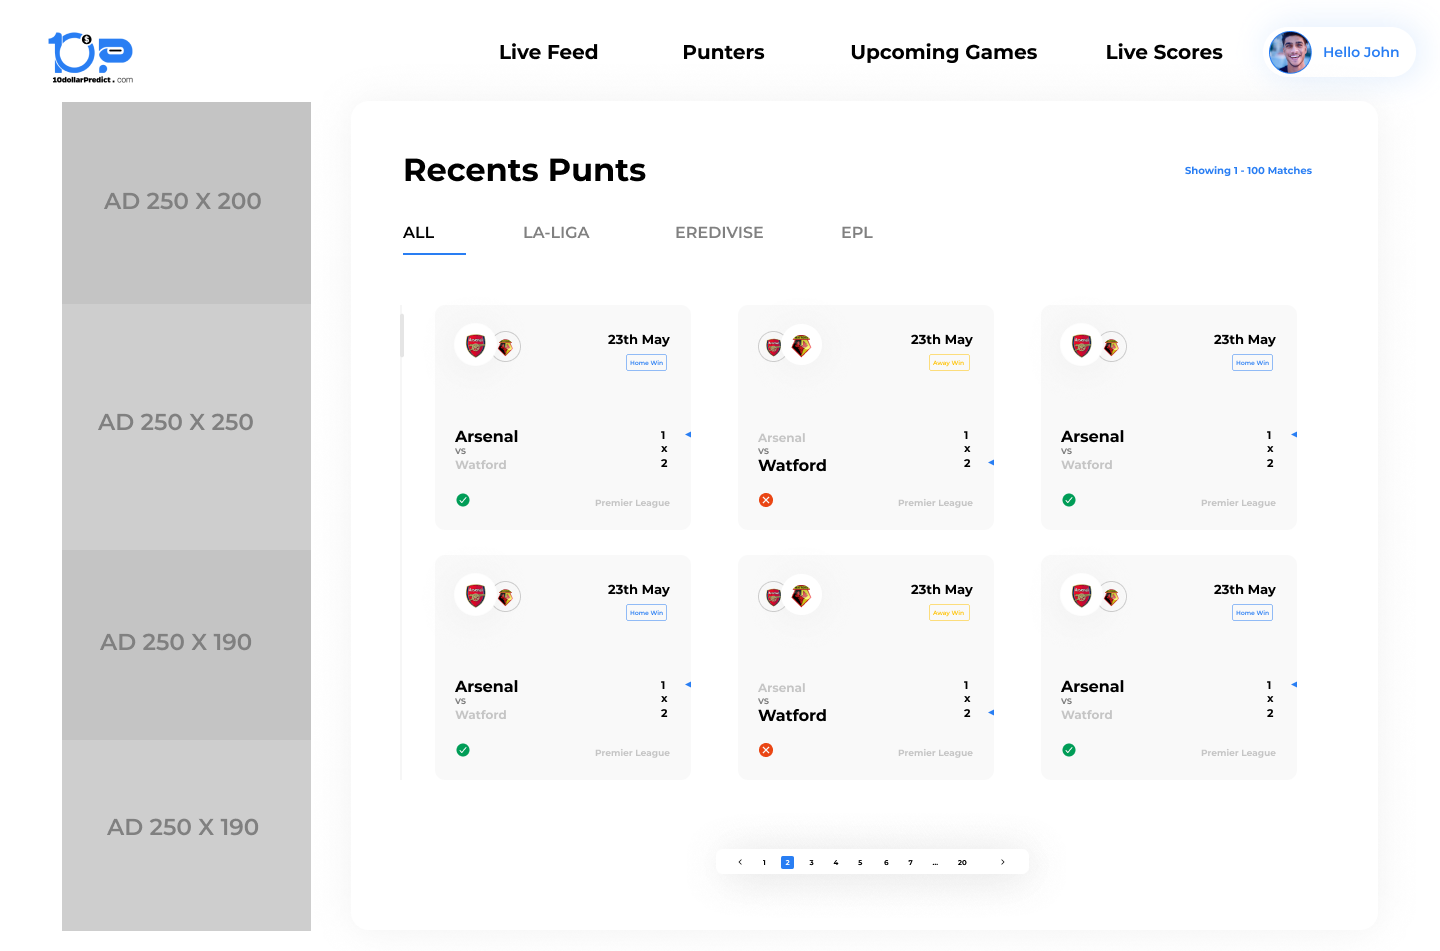 10P
10dollarPredict.com
Live Feed
Punters
Upcoming Games
Live Scores
Hello John
AD 250 X 200
AD 250 X 250
AD 250 X 190
AD 250 X 190
Recents Punts
Showing 1 - 100 Matches
ALL
LA-LIGA
EREDIVISE
EPL
23th May
Home Win
Arsenal
1
VS
x
Watford
2
Premier League
23th May
Away Win
Arsenal
1
VS
x
Watford
2
Premier League
23th May
Home Win
Arsenal
1
VS
x
Watford
2
Premier League
23th May
Home Win
Arsenal
1
VS
x
Watford
2
Premier League
23th May
Away Win
Arsenal
1
VS
x
Watford
2
Premier League
23th May
Home Win
Arsenal
1
VS
x
Watford
2
Premier League
< 1 2 3 4 5 6 7 ... 20 >